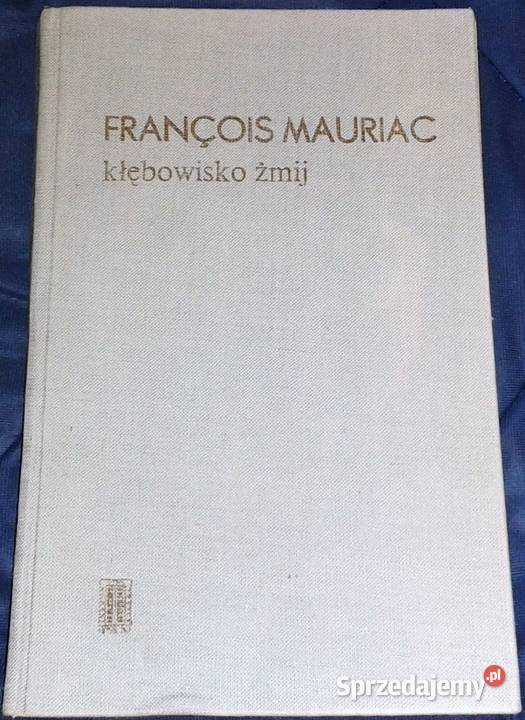 FRANÇOIS MAURIAC
kłębowisko żmij
Sprzedajemy.pl